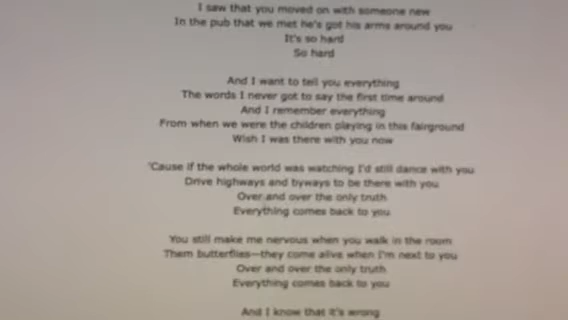 I saw that you moved on with someone new
In the pub that we met he's got his arms around you
It's so hard
So hard
And I want to tell you everything
The words I never got to say the first time around
And I remember everything
From when we were the children playing in this fairground
Wish I was there with you now
'Cause if the whole world was watching I'd still dance with you
Drive highways and byways to be there with you
Over and over the only truth
Everything comes back to you
You still make me nervous when you walk in the room
Them butterflies—they come alive when I'm next to you
Over and over the only truth
Everything comes back to you
And I know that it's wrong